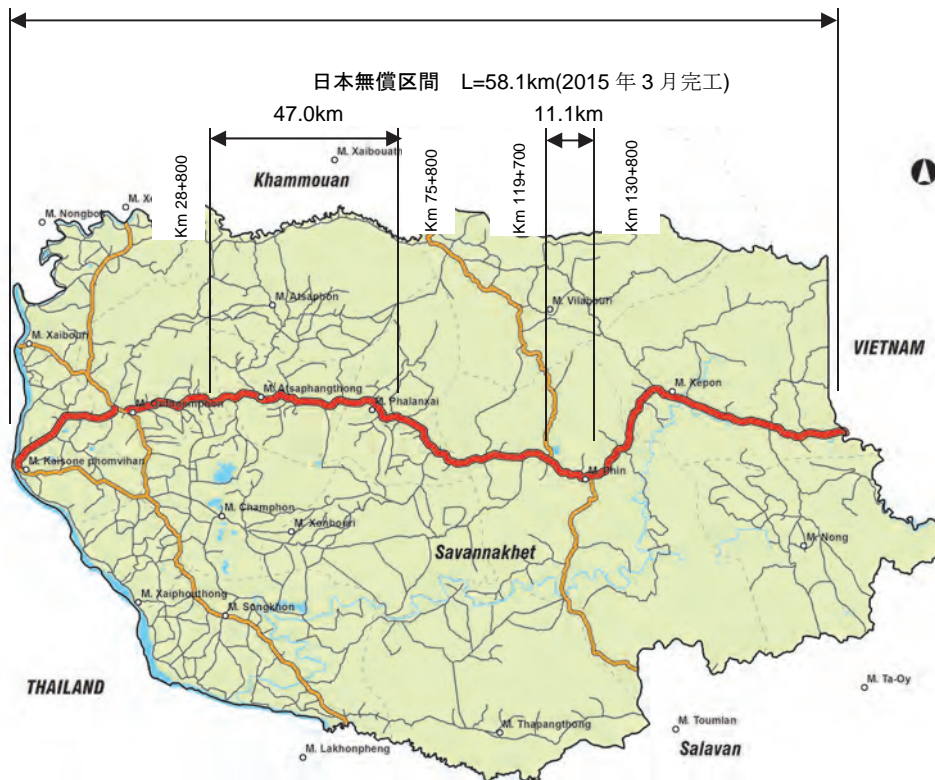 日本無償区間 L=58.1km(2015 年 3 月完工)
47.0km
11.1km
Km 28+800
Km 75+800
Km 119+700
Km 130+800
M. Xaibouath
Khammouan
M. Nongbok
M. Atsaphon
M. Vilabouri
M. Xaibouri
VIETNAM
M. Xepon
M. Atsaphangthong
M. Phalanxai
M. Kaisone phomvihan
M. Phin
M. Champhon
M. Xonbouri
Savannakhet
M. Nong
M. Xaiphouthong
M. Songkhon
THAILAND
M. Ta-Oy
M. Thapangthong
M. Toumlan
Salavan
M. Lakhonpheng